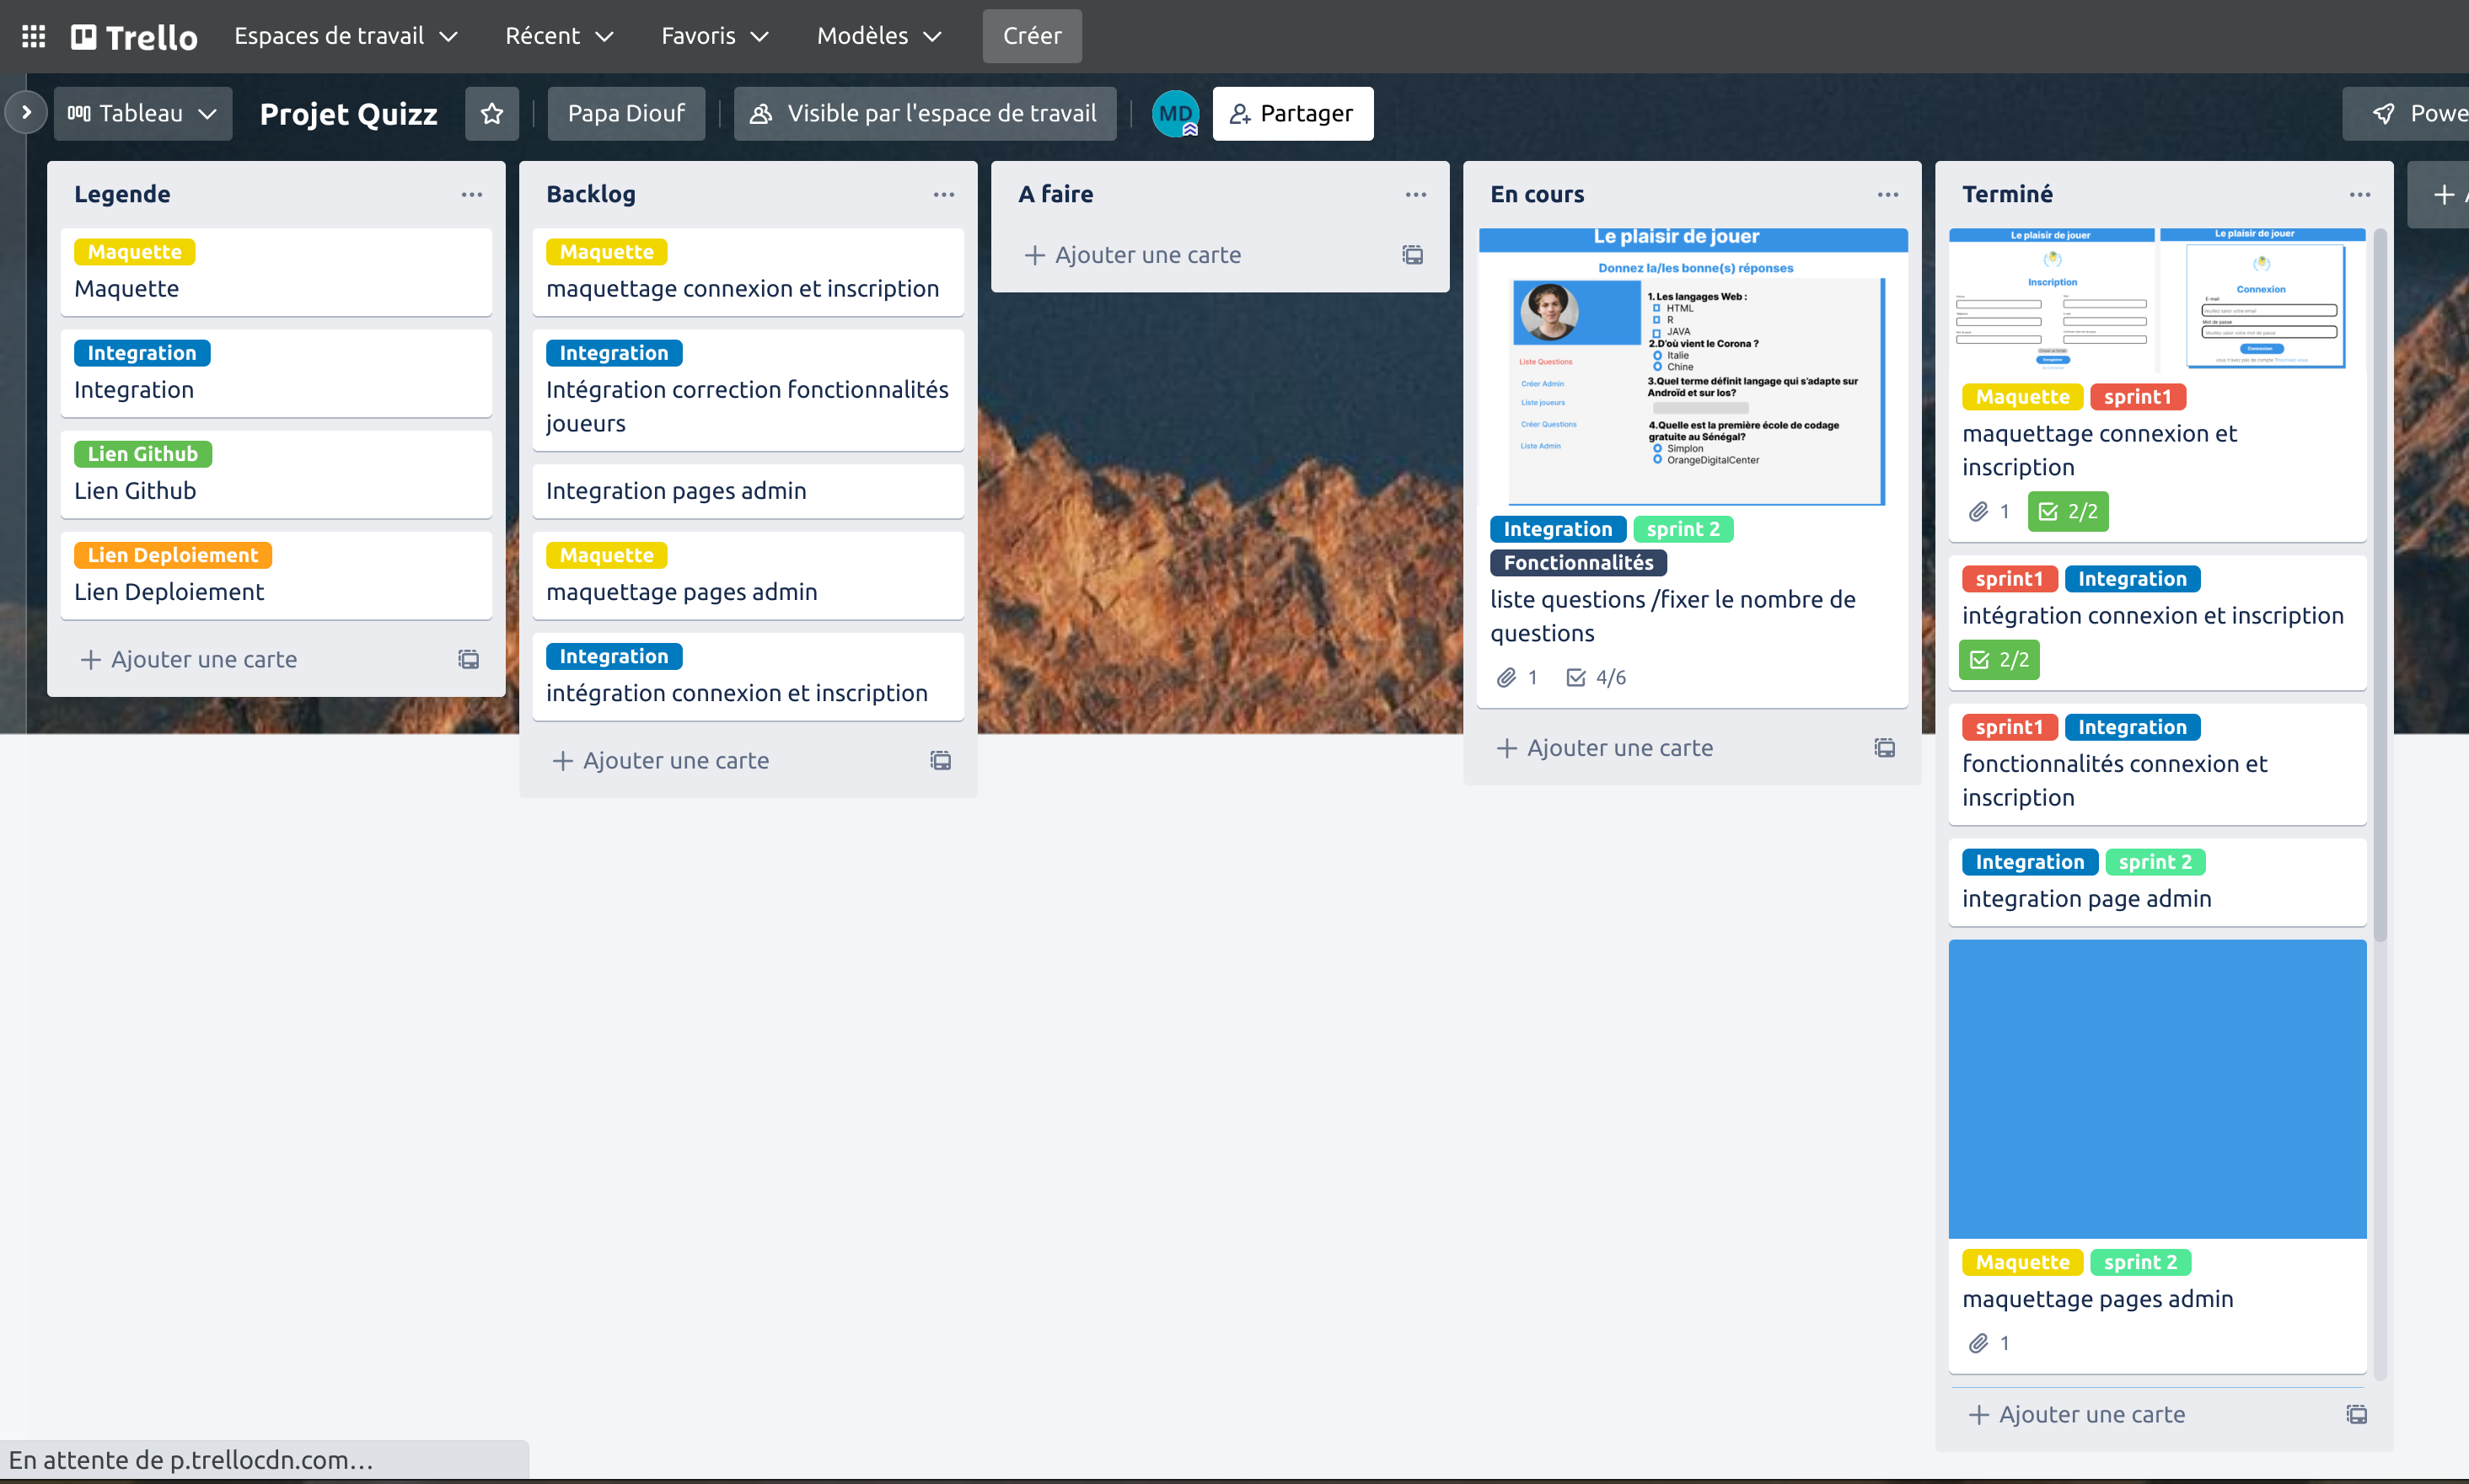 Trello Espaces de travail Récent Favoris Modèles Créer
Tableau Projet Quizz Papa Diouf Visible par l'espace de travail MD Partager
Legende
Maquette
Maquette
Integration
Integration
Lien Github
Lien Github
Lien Deploiement
Lien Deploiement
Ajouter une carte
Backlog
Maquette
maquettage connexion et inscription
Integration
Intégration correction fonctionnalités
joueurs
Integration pages admin
Maquette
maquettage pages admin
Integration
intégration connexion et inscription
Ajouter une carte
A faire
Ajouter une carte
En cours
Le plaisir de jouer
Donnez la/les bonne(s) réponses
1. Les langages Web :
HTML
R
JAVA
2.D'où vient le Corona ?
Italie
Chine
3.Quel terme définit langage qui s'adapte sur
Androïd et sur Ios?
4.Quelle est la première école de codage
gratuite au Sénégal?
Simplon
OrangeDigitalCenter
Liste Questions
Créer Admin
Liste joueurs
Créer Questions
Liste Admin
Integration sprint 2
Fonctionnalités
liste questions /fixer le nombre de
questions
1 4/6
Ajouter une carte
Terminé
Le plaisir de jouer
Inscription
Le plaisir de jouer
Connexion
E-mail
Mot de passe
Connexion
Maquette sprint1
maquettage connexion et
inscription
1 2/2
sprint1 Integration
intégration connexion et inscription
2/2
sprint1 Integration
fonctionnalités connexion et
inscription
Integration sprint 2
integration page admin
Maquette sprint 2
maquettage pages admin
1
Ajouter une carte
En attente de p.trellocdn.com…